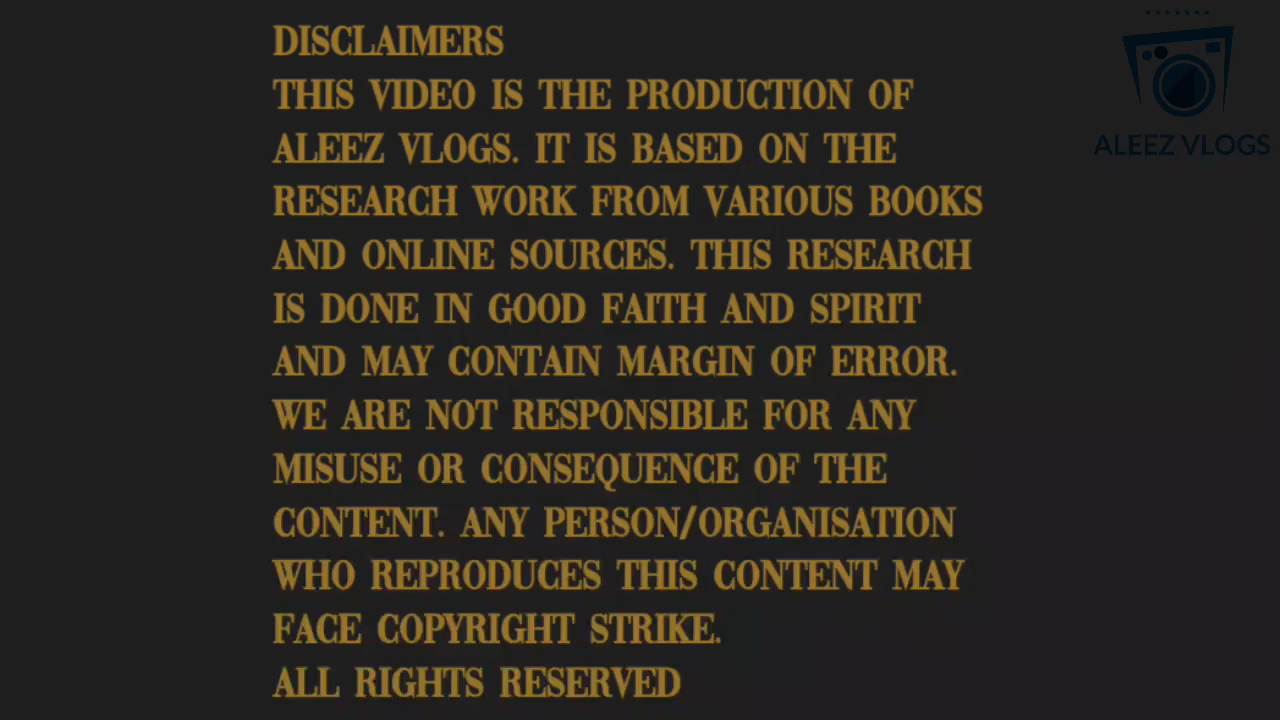 DISCLAIMERS
THIS VIDEO IS THE PRODUCTION OF
ALEEZ VLOGS. IT IS BASED ON THE
RESEARCH WORK FROM VARIOUS BOOKS
AND ONLINE SOURCES. THIS RESEARCH
IS DONE IN GOOD FAITH AND SPIRIT
AND MAY CONTAIN MARGIN OF ERROR.
WE ARE NOT RESPONSIBLE FOR ANY
MISUSE OR CONSEQUENCE OF THE
CONTENT. ANY PERSON/ORGANISATION
WHO REPRODUCES THIS CONTENT MAY
FACE COPYRIGHT STRIKE.
ALL RIGHTS RESERVED
ALEEZ VLOGS